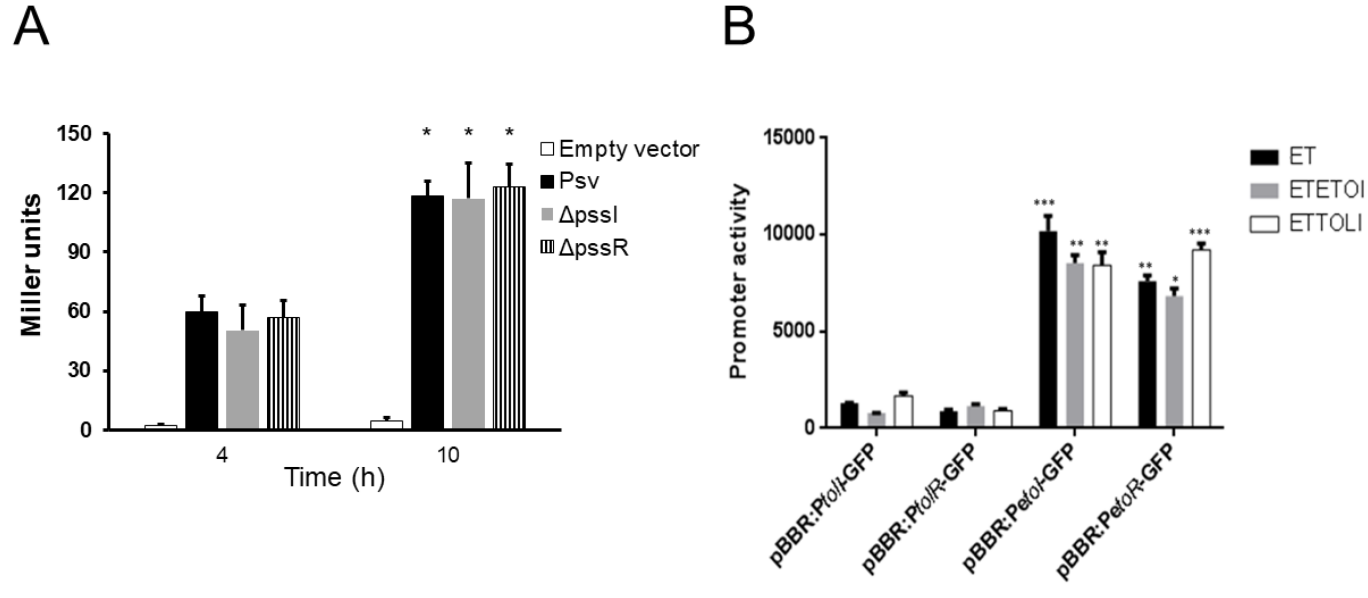 A
B
150
120
90
60
30
0
Miller units
* * *
4
10
Time (h)
Empty vector
Psv
ΔpssI
ΔpssR
15000
10000
5000
0
Promoter activity
***
**
**
**
*
***
pBBR:PtolI-GFP
pBBR:PtolR-GFP
pBBR:PetoI-GFP
pBBR:PetoR-GFP
ET
ETETOI
ETTOLI